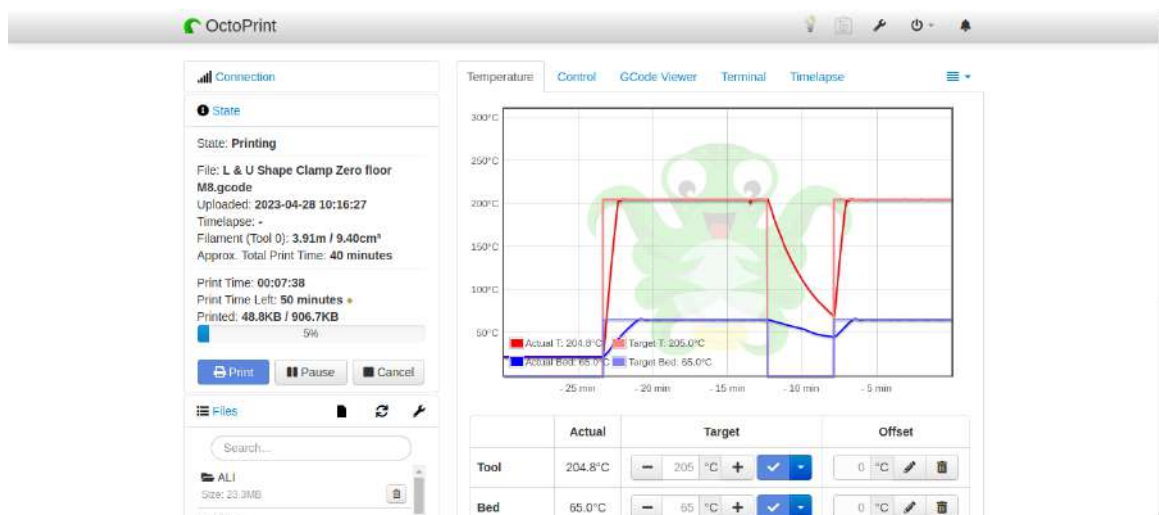 OctoPrint
Connection
State
State: Printing
File: L & U Shape Clamp Zero floor
M8.gcode
Uploaded: 2023-04-28 10:16:27
Timelapse: -
Filament (Tool 0): 3.91m / 9.40cm³
Approx. Total Print Time: 40 minutes
Print Time: 00:07:38
Print Time Left: 50 minutes
Printed: 48.8KB / 906.7KB
5%
Print Pause Cancel
Files
Search...
ALI
Size: 23.3MB
Temperature Control GCode Viewer Terminal Timelapse
300°C
250°C
200°C
150°C
100°C
50°C
Actual T: 204.8°C Target T: 205.0°C
Actual Bed: 65.0°C Target Bed: 65.0°C
- 25 min - 20 min - 15 min - 10 min - 5 min
Actual Target Offset
Tool 204.8°C 205 °C 0 °C
Bed 65.0°C 65 °C 0 °C